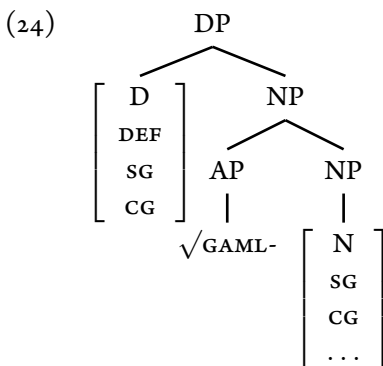 (24) DP
D NP
DEF
SG AP NP
CG
√GAML- N
SG
CG
...